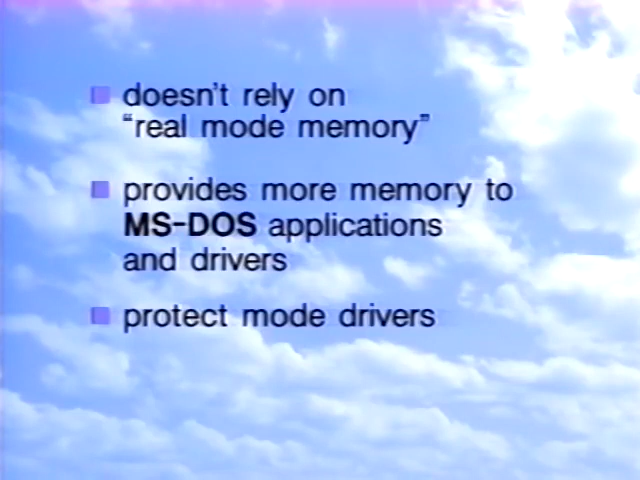 doesn't rely on
“real mode memory”
provides more memory to
MS-DOS applications
and drivers
protect mode drivers